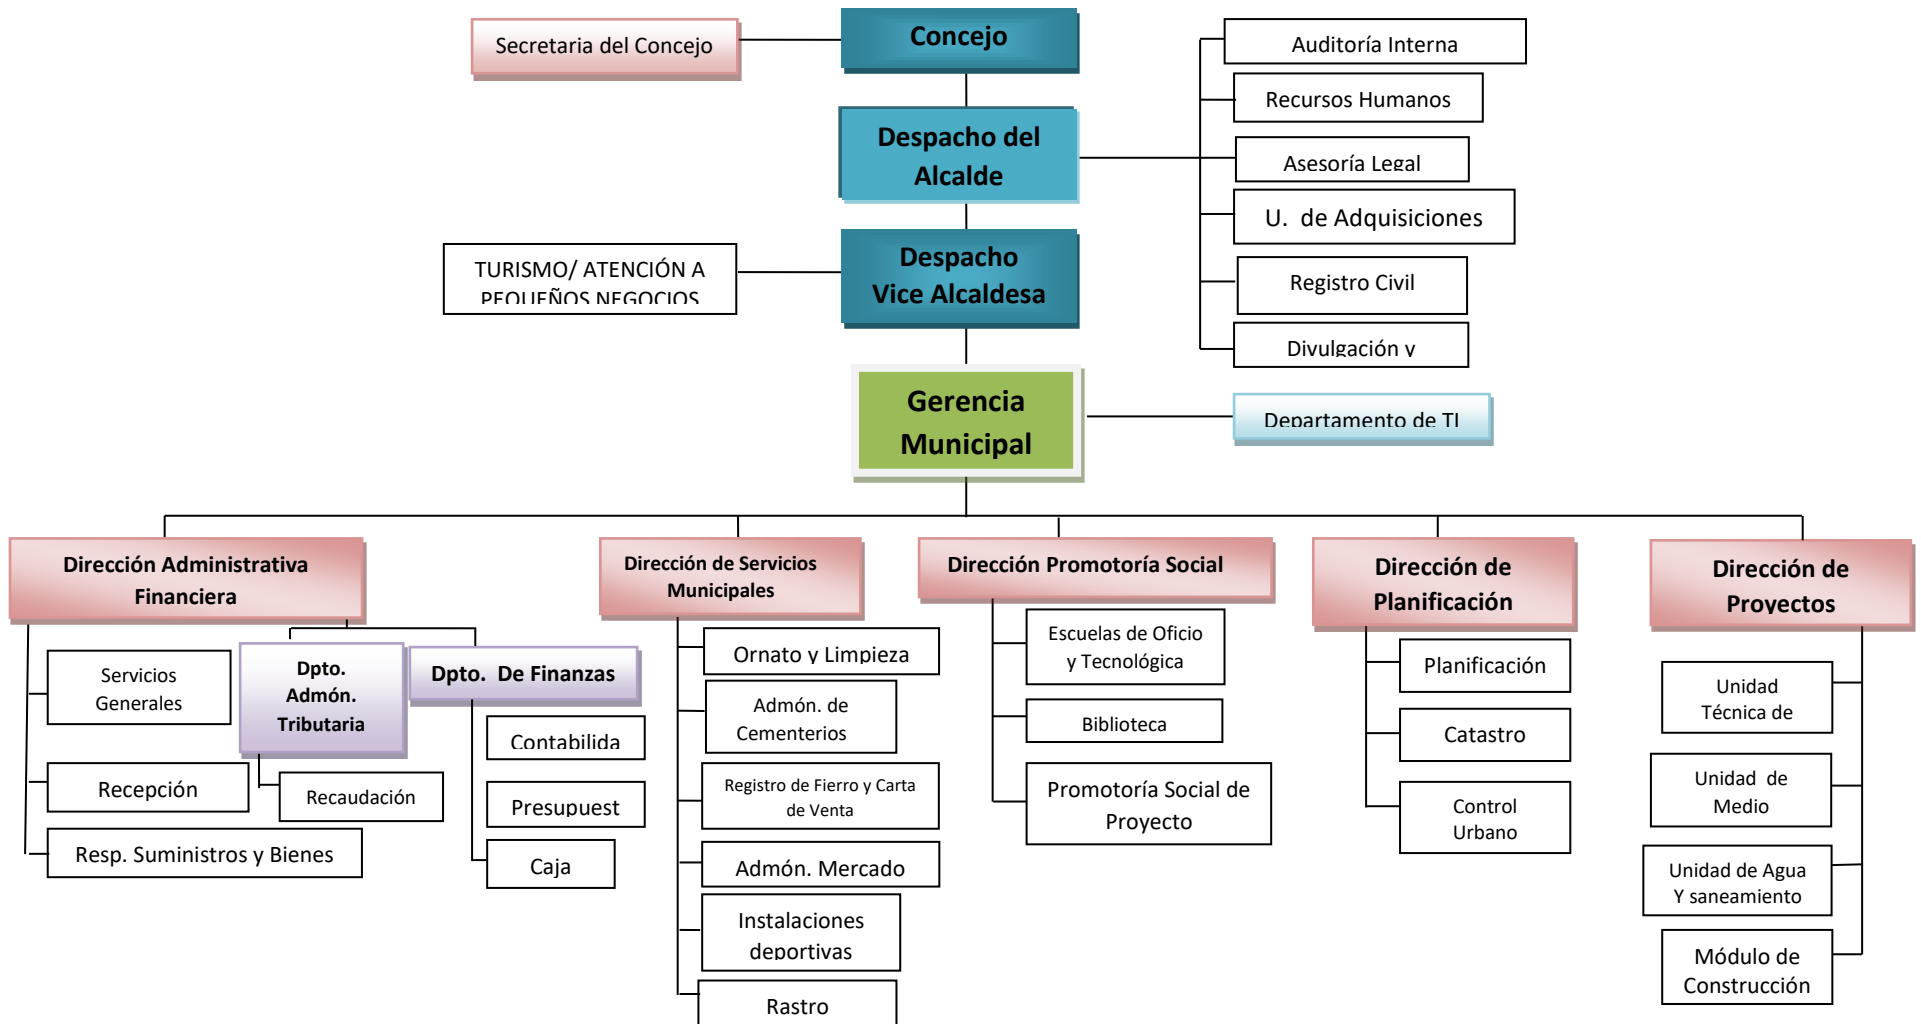 Secretaria del Concejo
Concejo
Auditoría Interna
Recursos Humanos
Despacho del
Alcalde
Asesoría Legal
U. de Adquisiciones
TURISMO/ ATENCIÓN A
PEQUEÑOS NEGOCIOS
Despacho
Vice Alcaldesa
Registro Civil
Divulgación y
Gerencia
Municipal
Departamento de TI
Dirección Administrativa
Financiera
Servicios
Generales
Recepción
Resp. Suministros y Bienes
Dpto.
Admón.
Tributaria
Recaudación
Dpto. De Finanzas
Contabilida
Presupuest
Caja
Dirección de Servicios
Municipales
Ornato y Limpieza
Admón. de
Cementerios
Registro de Fierro y Carta
de Venta
Admón. Mercado
Instalaciones
deportivas
Rastro
Dirección Promotoría Social
Escuelas de Oficio
y Tecnológica
Biblioteca
Promotoría Social de
Proyecto
Dirección de
Planificación
Planificación
Catastro
Control
Urbano
Dirección de
Proyectos
Unidad
Técnica de
Unidad de
Medio
Unidad de Agua
Y saneamiento
Módulo de
Construcción